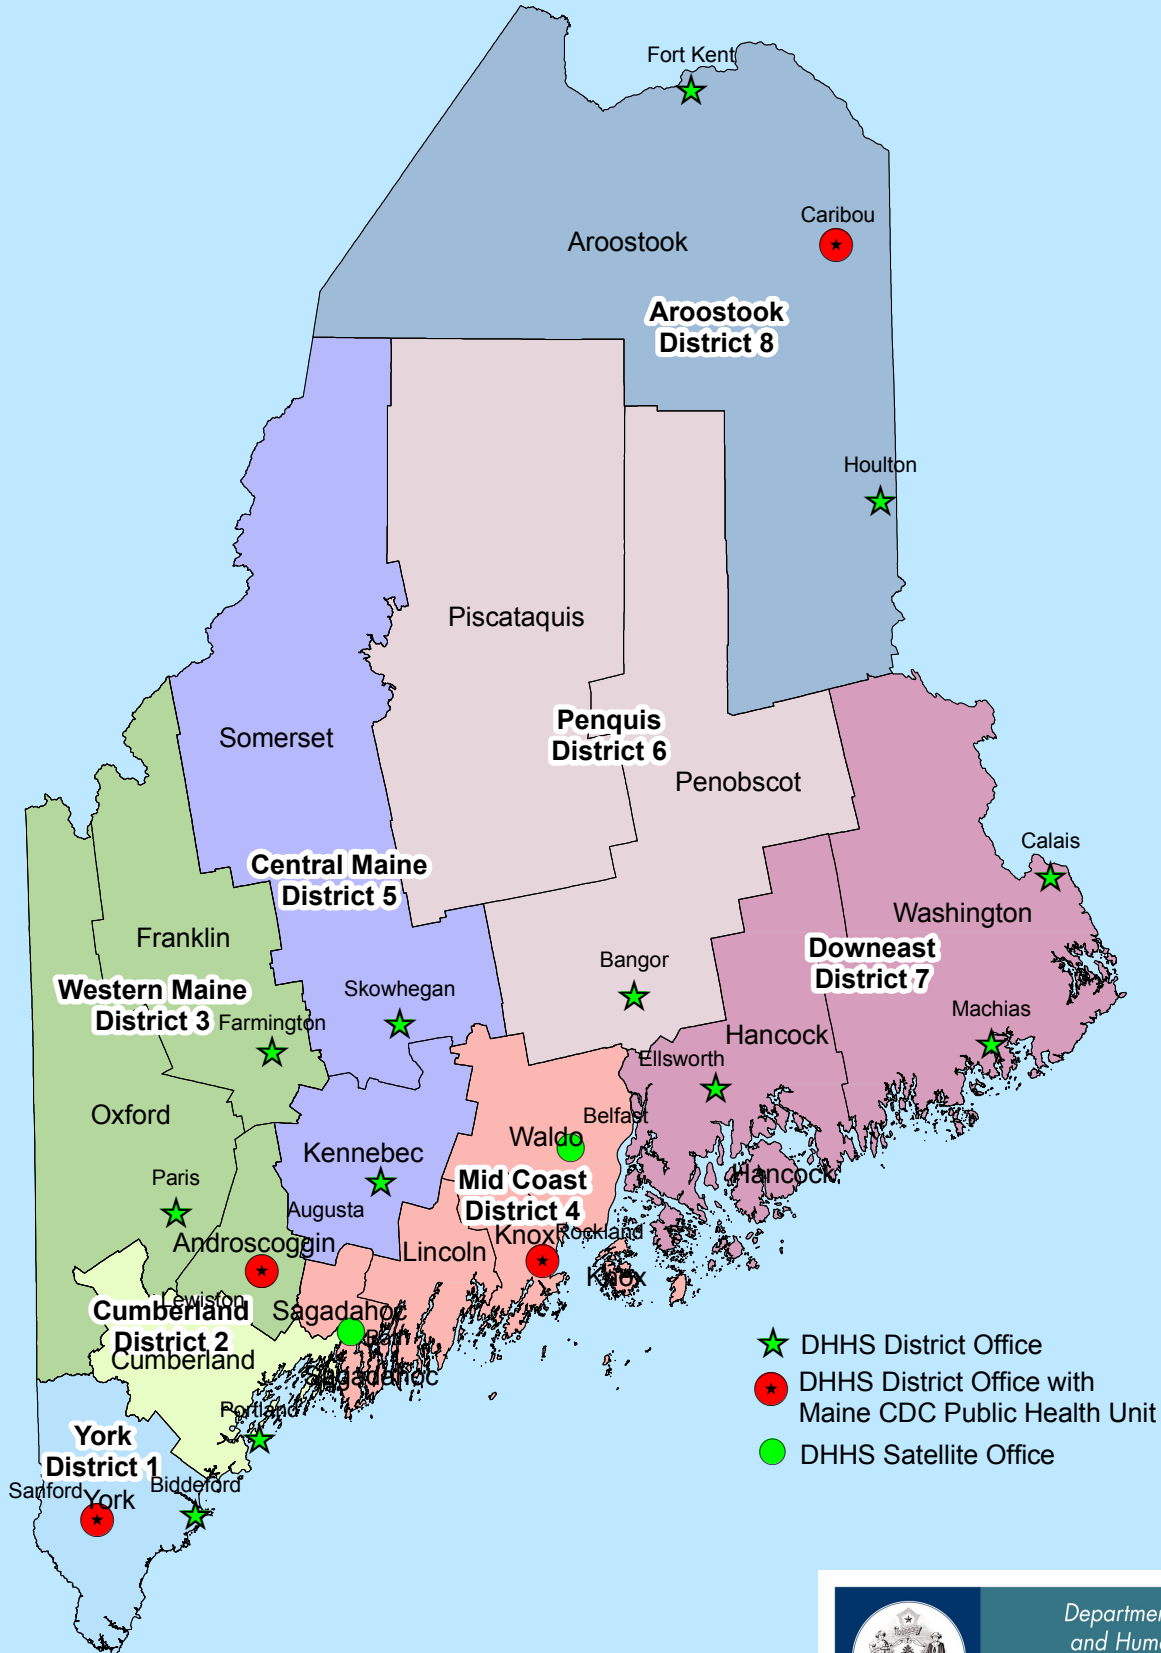 Fort Kent
Caribou
Aroostook
Aroostook
District 8
Houlton
Piscataquis
Somerset
Penquis
District 6
Penobscot
Calais
Central Maine
District 5
Washington
Franklin
Downeast
District 7
Bangor
Western Maine
District 3
Skowhegan
Farmington
Machias
Hancock
Ellsworth
Oxford
Belfast
Waldo
Kennebec
Hancock
Paris
Mid Coast
District 4
Augusta
Knox
Rockland
Androscoggin
Lincoln
Knox
Lewiston
Cumberland
District 2
Sagadahoc
Bath
Cumberland
Sagadahoc
DHHS District Office
DHHS District Office with
Maine CDC Public Health Unit
DHHS Satellite Office
Portland
York
District 1
Biddeford
Sanford
York
Departmen
and Huma